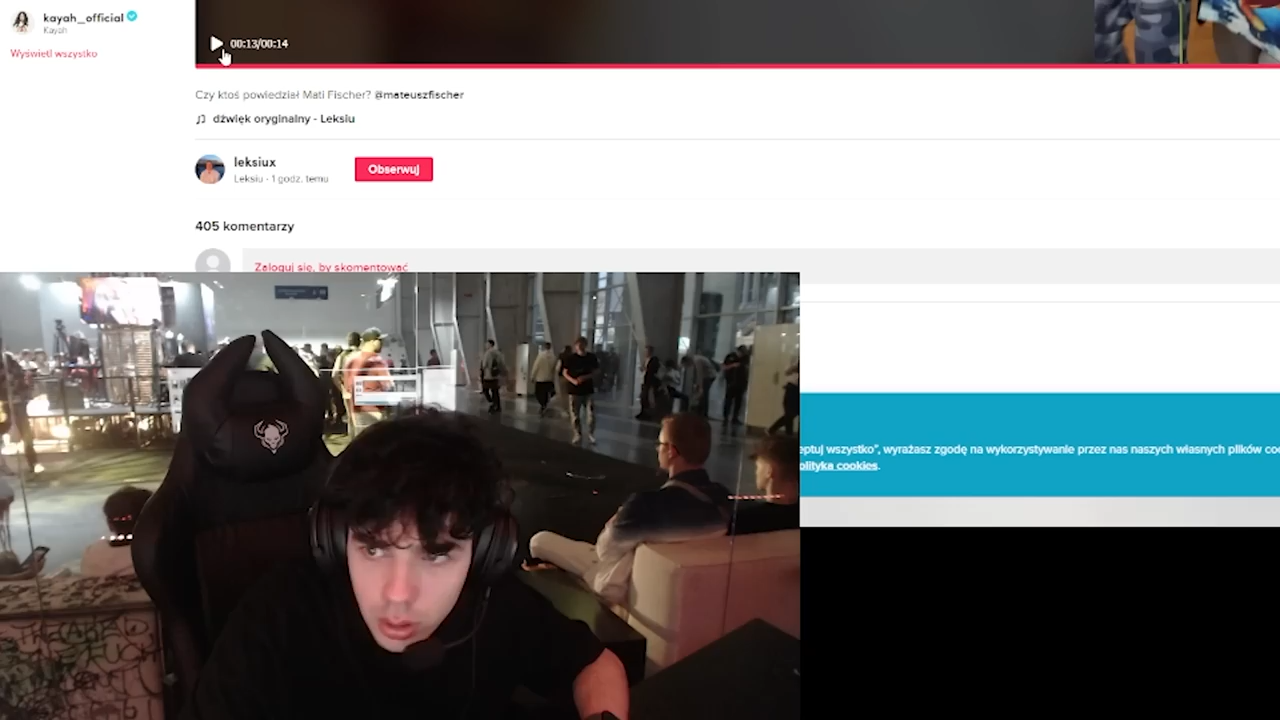 kayah_official
Kayah
Wyświetl wszystko
00:13/00:14
Czy ktoś powiedział Mati Fischer? @mateuszfischer
dźwięk oryginalny - Leksiu
leksiux
Leksiu · 1 godz. temu
Obserwuj
405 komentarzy
Zaloguj się, by skomentować
eptuj wszystko", wyrażasz zgodę na wykorzystywanie przez nas naszych własnych plików coo
olityka cookies.